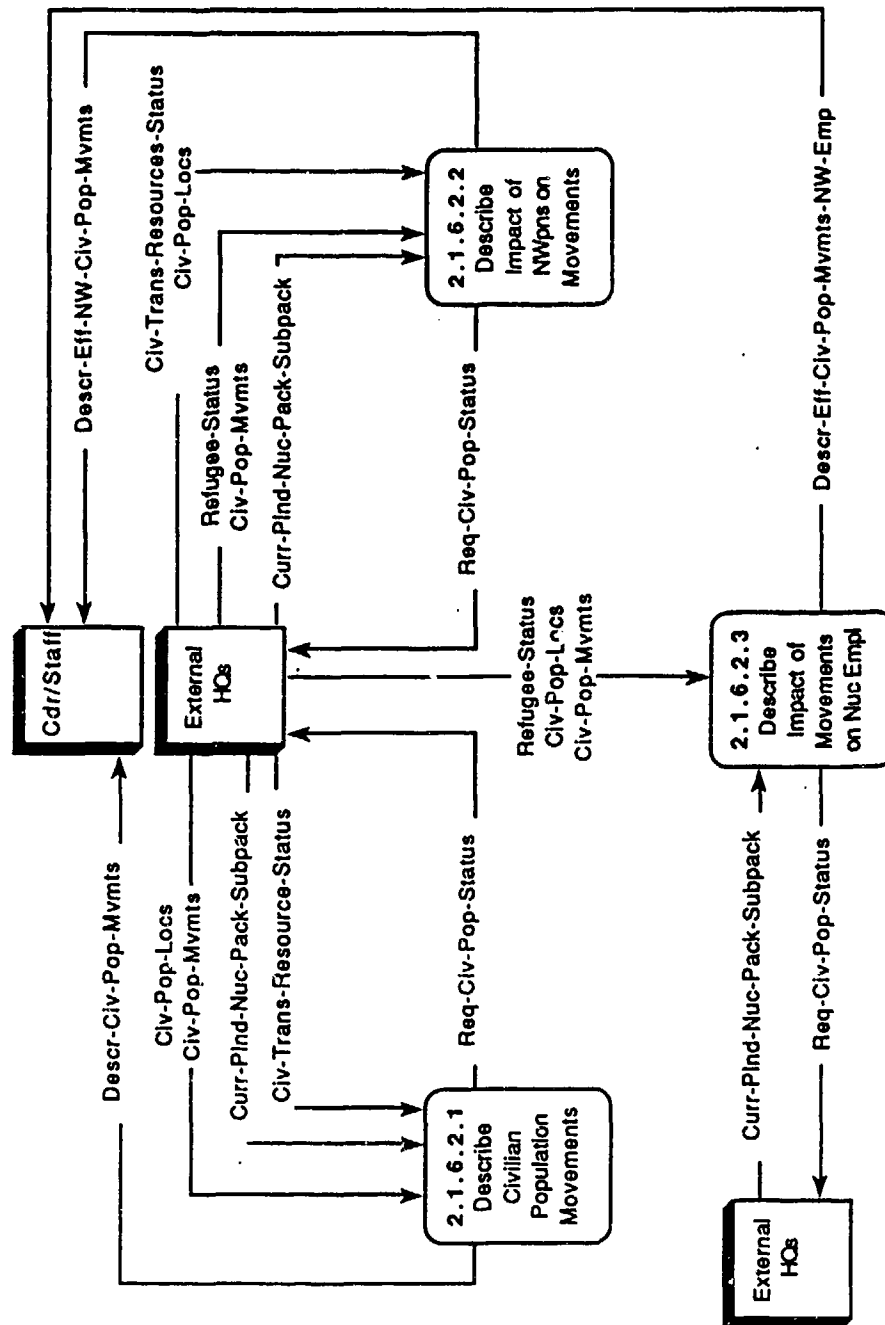 Cdr/Staff
Descr-Civ-Pop-Mvmts
Descr-Eff-NW-Civ-Pop-Mvmts
External
HQs
Civ-Pop-Locs
Civ-Pop-Mvmts
Curr-Plnd-Nuc-Pack-Subpack
Civ-Trans-Resource-Status
Civ-Trans-Resources-Status
Civ-Pop-Locs
Refugee-Status
Civ-Pop-Mvmts
Curr-Plnd-Nuc-Pack-Subpack
2.1.6.2.1
Describe
Civilian
Population
Movements
2.1.6.2.2
Describe
Impact of
NWpns on
Movements
Req-Civ-Pop-Status
Req-Civ-Pop-Status
Refugee-Status
Civ-Pop-Locs
Civ-Pop-Mvmts
2.1.6.2.3
Describe
Impact of
Movements
on Nuc Empl
Descr-Eff-Civ-Pop-Mvmts-NW-Emp
Curr-Plnd-Nuc-Pack-Subpack
Req-Civ-Pop-Status
External
HQs